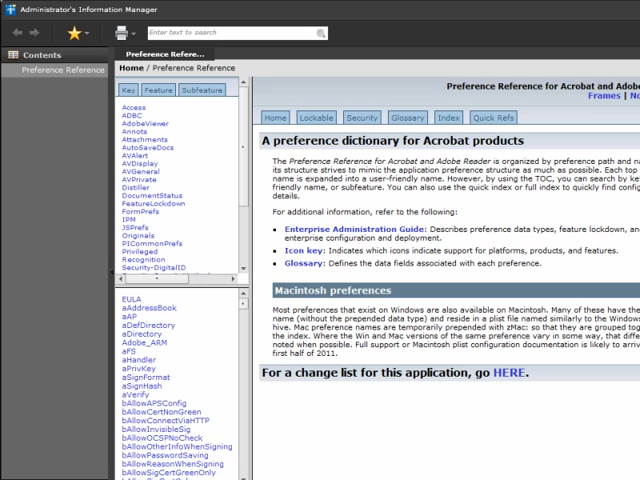 Administrator's Information Manager
Enter text to search
Contents
Preference Reference
Preference Refere...
Home / Preference Reference
Key
Feature
Subfeature
Access
ADBC
AdobeViewer
Annots
Attachments
AutoSaveDocs
AVAlert
AVDisplay
AVGeneral
AVPrivate
Distiller
DocumentStatus
FeatureLockdown
FormPrefs
IPM
JSPrefs
Originals
PICommonPrefs
Privileged
Recognition
Security-DigitalID
EULA
aAddressBook
aAP
aDefDirectory
aDirectory
Adobe_ARM
aFS
aHandler
aPrivKey
aSignFormat
aSignHash
aVerify
bAllowAPSConfig
bAllowCertNonGreen
bAllowConnectViaHTTP
bAllowInvisibleSig
bAllowOCSPNoCheck
bAllowOtherInfoWhenSigning
bAllowPasswordSaving
bAllowReasonWhenSigning
bAllowSigCertGreenOnly
Preference Reference for Acrobat and Adobe
Frames | No
Home
Lockable
Security
Glossary
Index
Quick Refs
A preference dictionary for Acrobat products
The Preference Reference for Acrobat and Adobe Reader is organized by preference path and na
its structure strives to mimic the application preference structure as much as possible. Each top
name is expanded into a user-friendly name. However, by using the TOC, you can search by ke
friendly name, or subfeature. You can also use the quick index or full index to quickly find config
details.
For additional information, refer to the following:
Enterprise Administration Guide: Describes preference data types, feature lockdown, an
enterprise configuration and deployment.
Icon key: Indicates which icons indicate support for platforms, products, and features.
Glossary: Defines the data fields associated with each preference.
Macintosh preferences
Most preferences that exist on Windows are also available on Macintosh. Many of these have the
name (without the prepended data type) and reside in a plist file named similarly to the Windows
hive. Mac preference names are temporarily prepended with zMac: so that they are grouped tog
the index. Where the Win and Mac versions of the same preference vary in some way, that diffe
noted when possible. Full support or Macintosh plist configuration documentation is likely to arriv
first half of 2011.
For a change list for this application, go HERE.